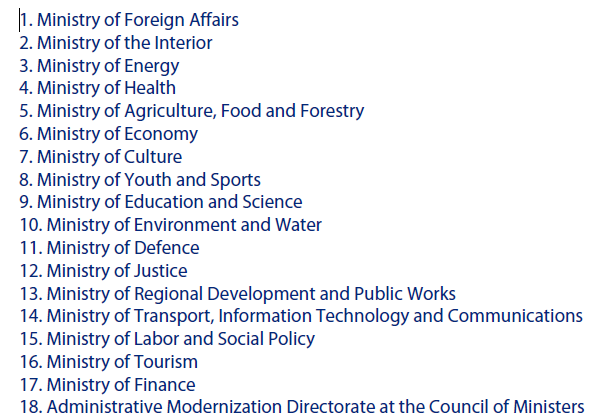 1. Ministry of Foreign Affairs
2. Ministry of the Interior
3. Ministry of Energy
4. Ministry of Health
5. Ministry of Agriculture, Food and Forestry
6. Ministry of Economy
7. Ministry of Culture
8. Ministry of Youth and Sports
9. Ministry of Education and Science
10. Ministry of Environment and Water
11. Ministry of Defence
12. Ministry of Justice
13. Ministry of Regional Development and Public Works
14. Ministry of Transport, Information Technology and Communications
15. Ministry of Labor and Social Policy
16. Ministry of Tourism
17. Ministry of Finance
18. Administrative Modernization Directorate at the Council of Ministers